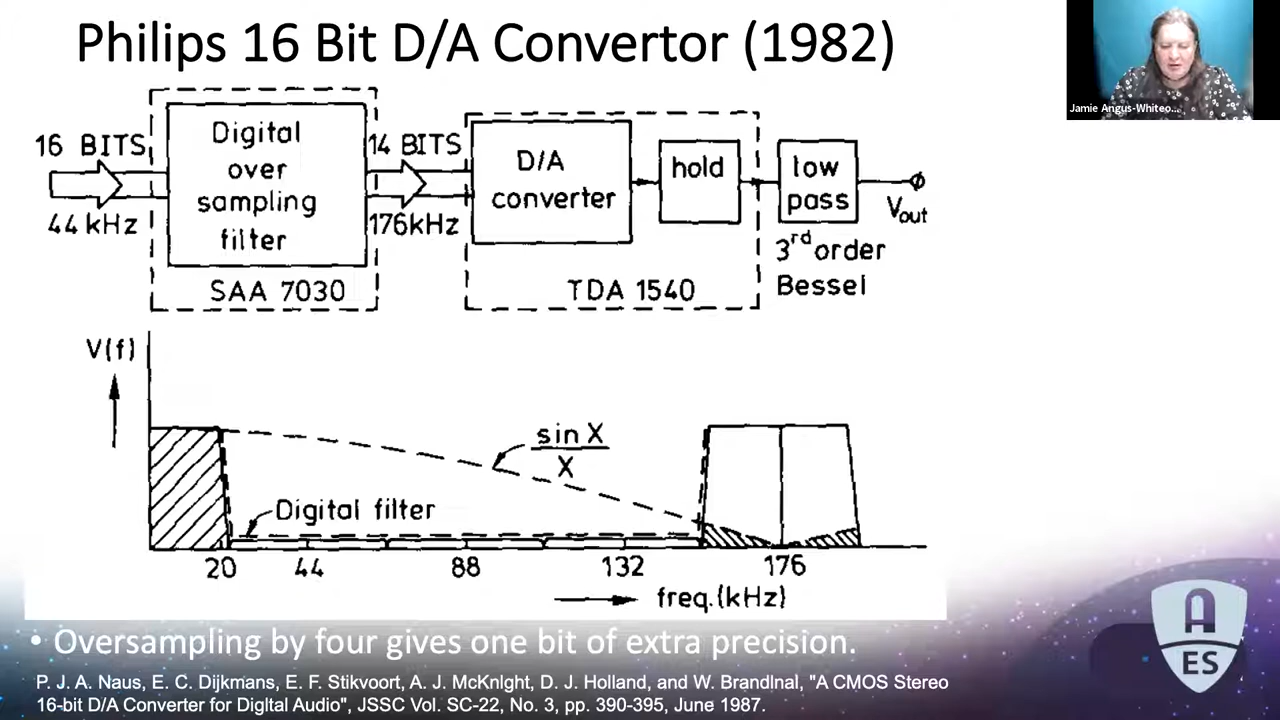 Philips 16 Bit D/A Convertor (1982)
Jamie Angus-Whiteo...
16 BITS
44 kHz
Digital
over
sampling
filter
SAA 7030
14 BITS
176kHz
D/A
converter
hold
TDA 1540
low
pass
3rd order
Bessel
Vout
V(f)
sin X
X
Digital filter
20 44 88 132 176
freq.(kHz)
• Oversampling by four gives one bit of extra precision.
P. J. A. Naus, E. C. Dijkmans, E. F. Stikvoort, A. J. McKnIght, D. J. Holland, and W. BrandInal, "A CMOS Stereo
16-bit D/A Converter for DigItal Audio", JSSC Vol. SC-22, No. 3, pp. 390-395, June 1987.
A
ES